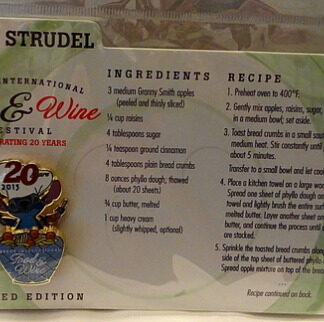 STRUDEL
INTERNATIONAL
& Wine
ESTIVAL
RATING 20 YEARS
20
2015
Food &
Wine
ED EDITION
INGREDIENTS
3 medium Granny Smith apples
(peeled and thinly sliced)
¼ cup raisins
4 tablespoons sugar
¼ teaspoon ground cinnamon
4 tablespoons plain bread crumbs
8 ounces phyllo dough, thawed
(about 20 sheets)
¾ cup butter, melted
1 cup heavy cream
(slightly whipped, optional)
RECIPE
1. Preheat oven to 400°F.
2. Gently mix apples, raisins, sugar,
in a medium bowl; set aside.
3. Toast bread crumbs in a small sau
medium heat. Stir constantly until
about 5 minutes.
Transfer to a small bowl and let coo
4. Place a kitchen towel on a large wor
Spread one sheet of phyllo dough on
towel and lightly brush the entire surf
melted butter. Layer another sheet on
butter, and continue the process until
are stacked.
5. Sprinkle the toasted bread crumbs along
side of the top sheet of buttered phyllo
Spread apple mixture on top of the brea
...
Recipe continued on back.